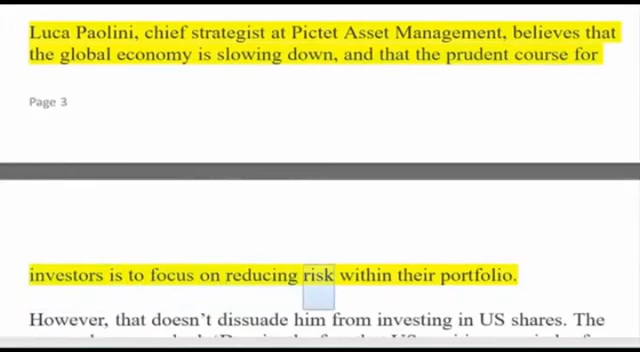 Luca Paolini, chief strategist at Pictet Asset Management, believes that
the global economy is slowing down, and that the prudent course for
Page 3
investors is to focus on reducing risk within their portfolio.
However, that doesn't dissuade him from investing in US shares. The